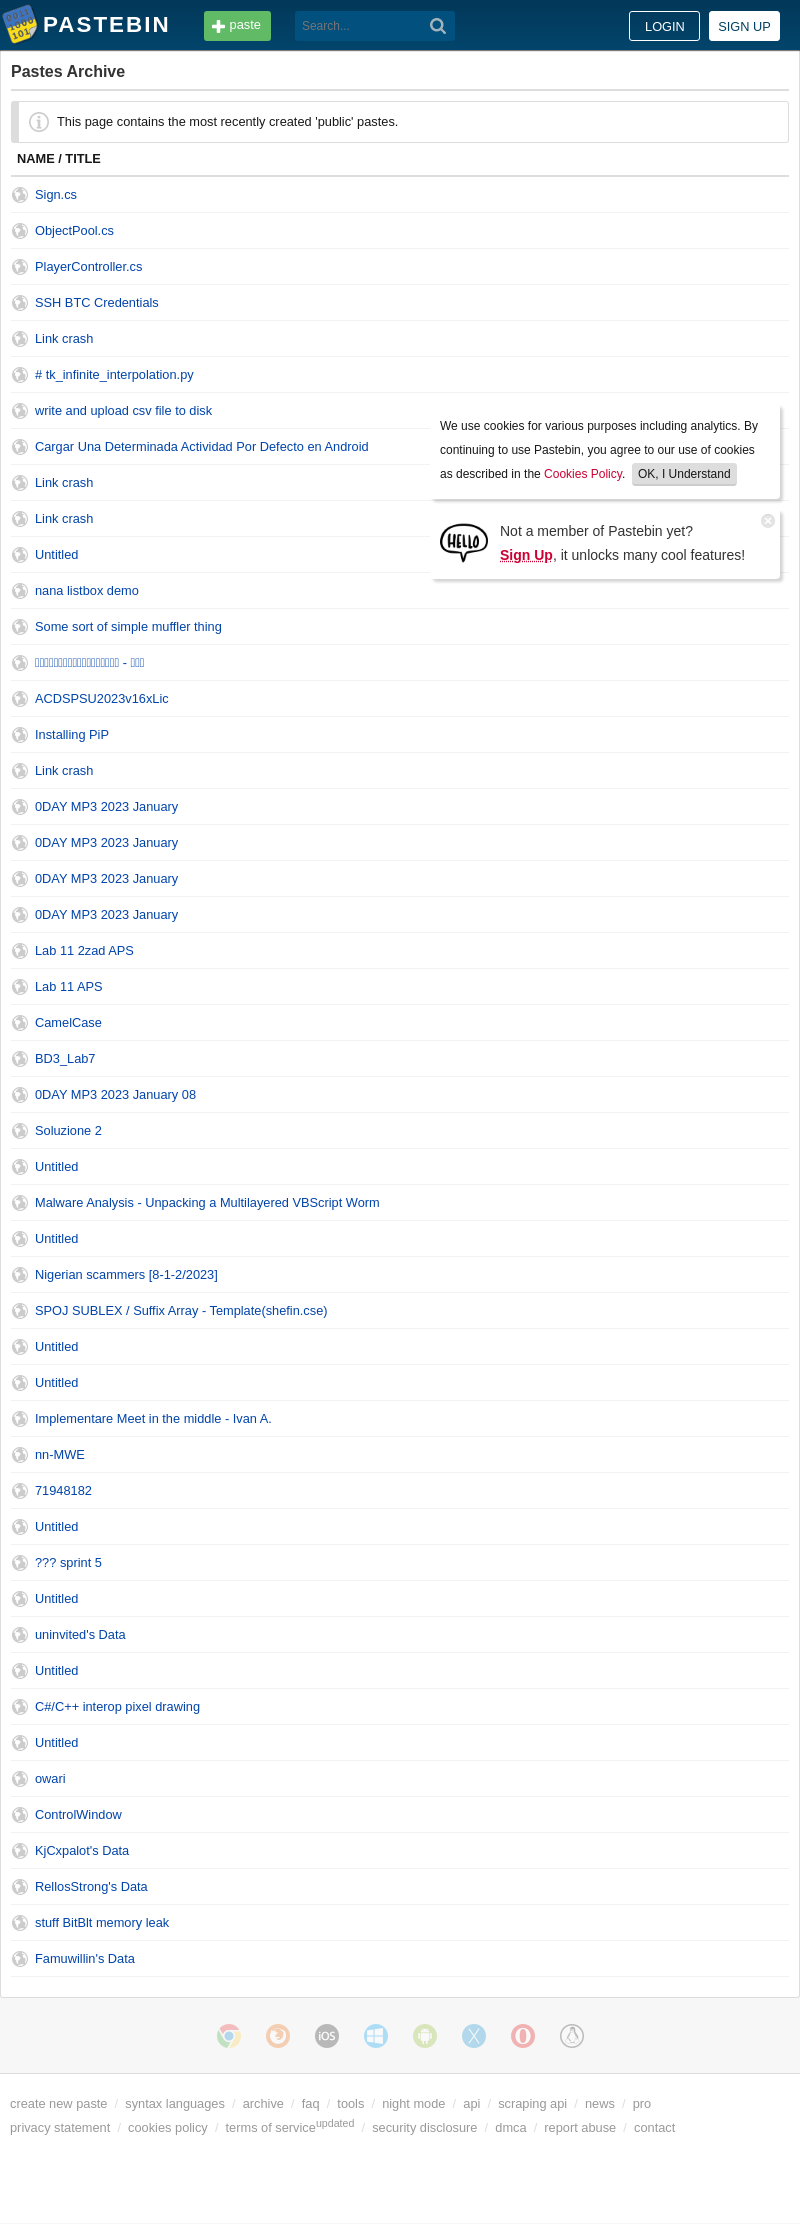 PASTEBIN
paste
Search...
LOGIN
SIGN UP
Pastes Archive
This page contains the most recently created 'public' pastes.
NAME / TITLE
Sign.cs
ObjectPool.cs
PlayerController.cs
SSH BTC Credentials
Link crash
# tk_infinite_interpolation.py
write and upload csv file to disk
Cargar Una Determinada Actividad Por Defecto en Android
Link crash
Link crash
Untitled
nana listbox demo
Some sort of simple muffler thing
ACDSPSU2023v16xLic
Installing PiP
Link crash
0DAY MP3 2023 January
0DAY MP3 2023 January
0DAY MP3 2023 January
0DAY MP3 2023 January
Lab 11 2zad APS
Lab 11 APS
CamelCase
BD3_Lab7
0DAY MP3 2023 January 08
Soluzione 2
Untitled
Malware Analysis - Unpacking a Multilayered VBScript Worm
Untitled
Nigerian scammers [8-1-2/2023]
SPOJ SUBLEX / Suffix Array - Template(shefin.cse)
Untitled
Untitled
Implementare Meet in the middle - Ivan A.
nn-MWE
71948182
Untitled
??? sprint 5
Untitled
uninvited's Data
Untitled
C#/C++ interop pixel drawing
Untitled
owari
ControlWindow
KjCxpalot's Data
RellosStrong's Data
stuff BitBlt memory leak
Famuwillin's Data
We use cookies for various purposes including analytics. By
continuing to use Pastebin, you agree to our use of cookies
as described in the Cookies Policy. OK, I Understand
HELLO
Not a member of Pastebin yet?
Sign Up, it unlocks many cool features!
iOS
create new paste / syntax languages / archive / faq / tools / night mode / api / scraping api / news / pro
privacy statement / cookies policy / terms of service updated / security disclosure / dmca / report abuse / contact